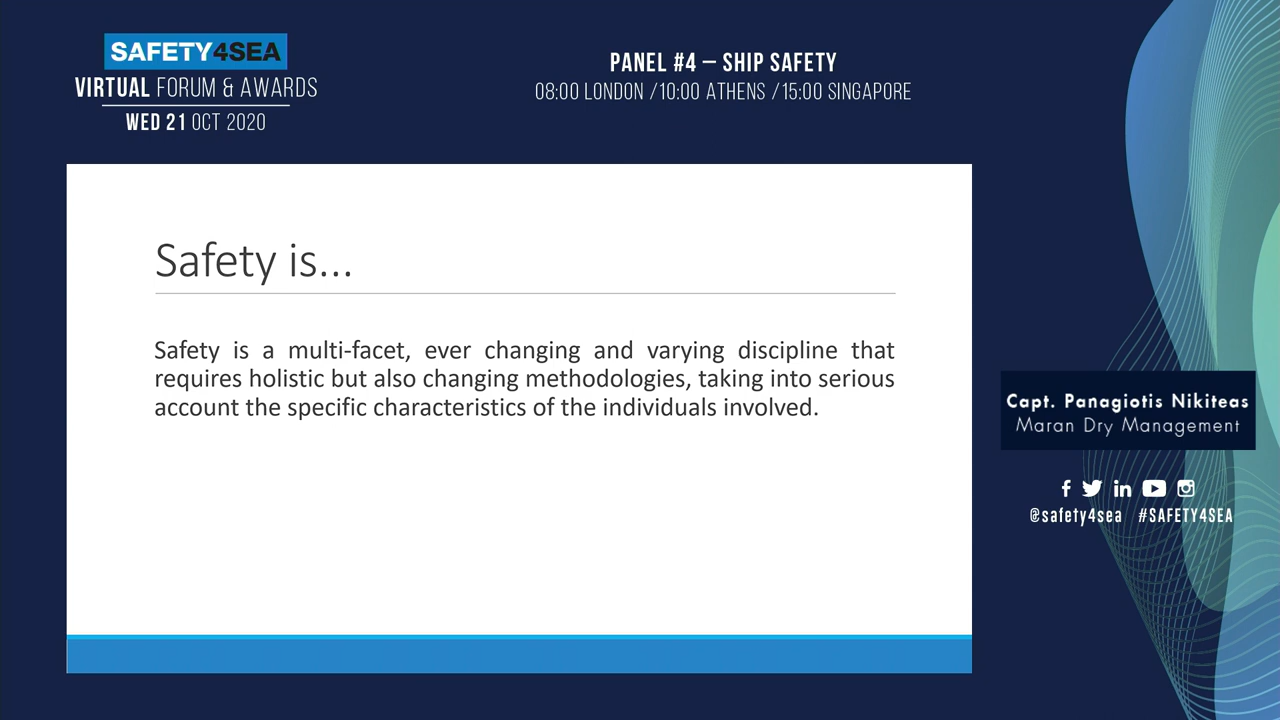 SAFETY4SEA
VIRTUAL FORUM & AWARDS
WED 21 OCT 2020
PANEL #4 – SHIP SAFETY
08:00 LONDON /10:00 ATHENS /15:00 SINGAPORE
Safety is...
Safety is a multi-facet, ever changing and varying discipline that
requires holistic but also changing methodologies, taking into serious
account the specific characteristics of the individuals involved.
Capt. Panagiotis Nikiteas
Maran Dry Management
@safety4sea #SAFETY4SEA